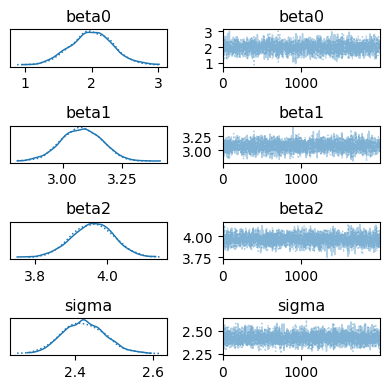 beta0 beta0
3
2
1
1 2 3 0 1000
beta1 beta1
3.25
3.00
3.00 3.25 0 1000
beta2 beta2
4.00
3.75
3.8 4.0 0 1000
sigma sigma
2.50
2.25
2.4 2.6 0 1000